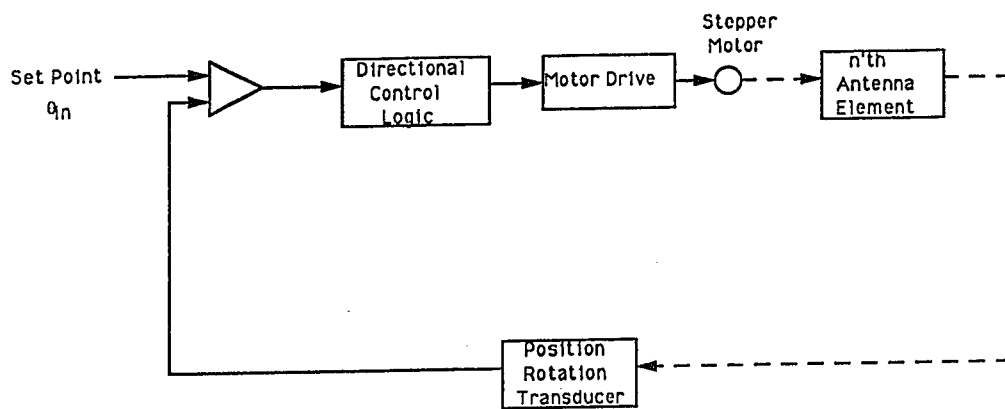 Stepper
Motor
Set Point
θin
Directional
Control
Logic
Motor Drive
n'th
Antenna
Element
Position
Rotation
Transducer